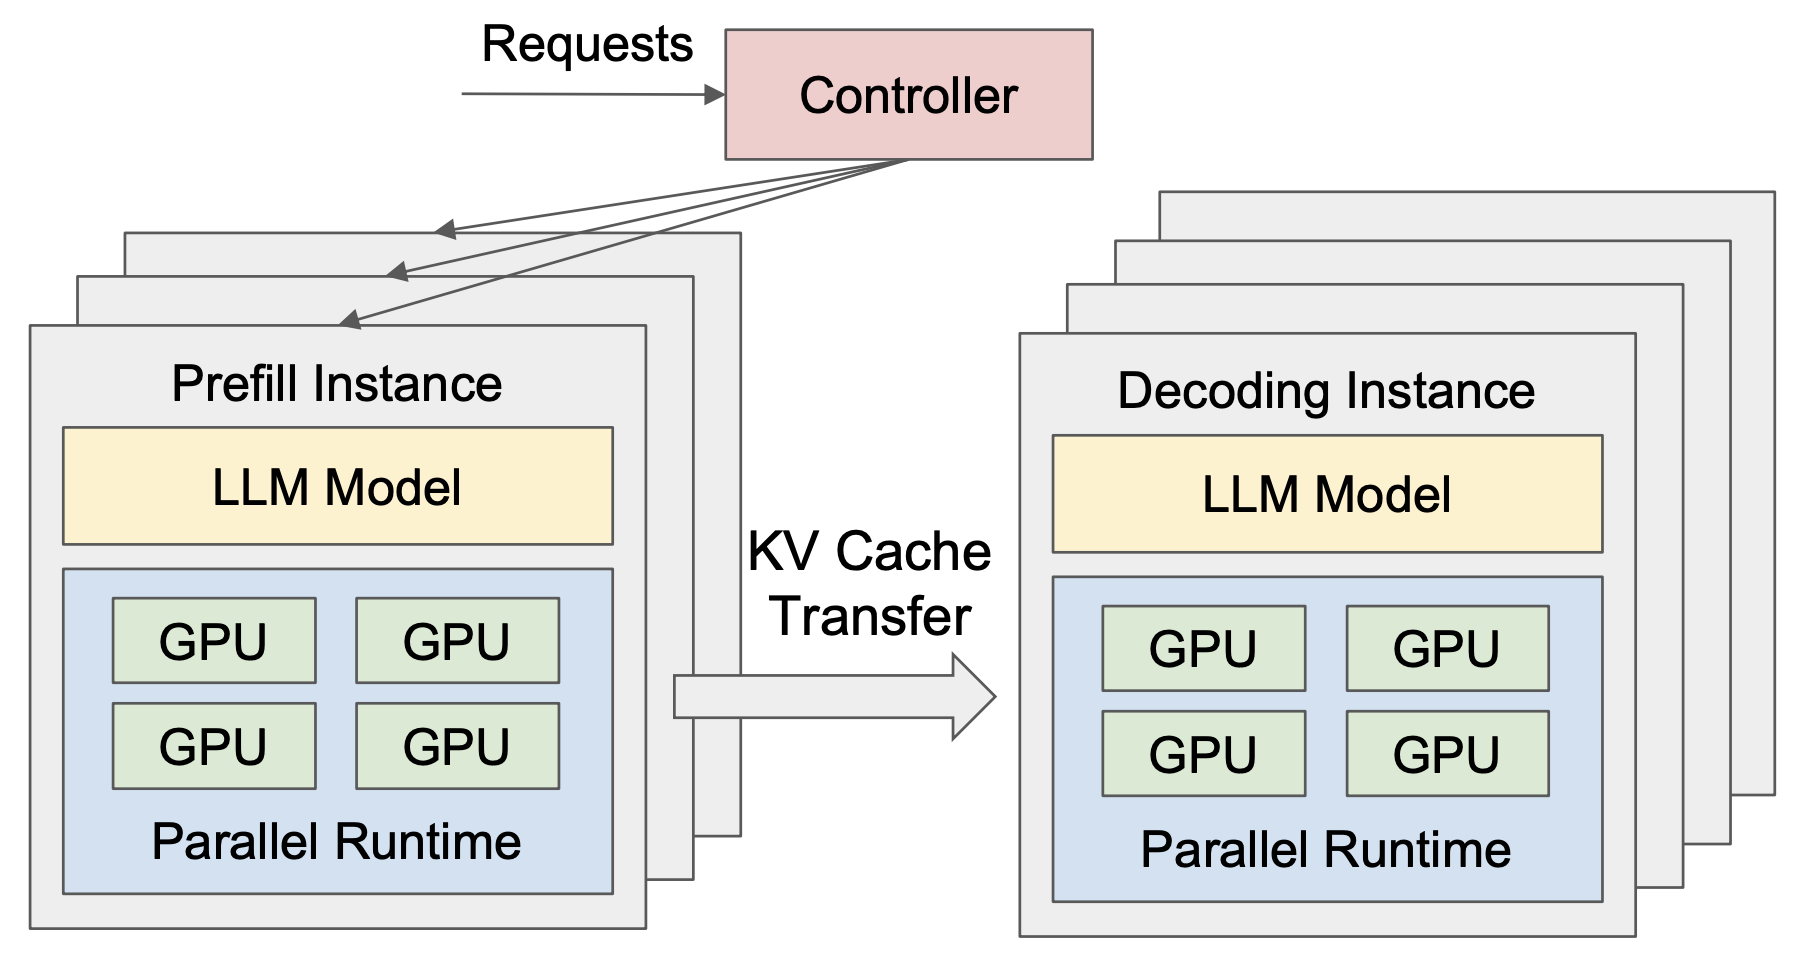 Requests
Controller
Prefill Instance
LLM Model
GPU GPU
GPU GPU
Parallel Runtime
KV Cache
Transfer
Decoding Instance
LLM Model
GPU GPU
GPU GPU
Parallel Runtime